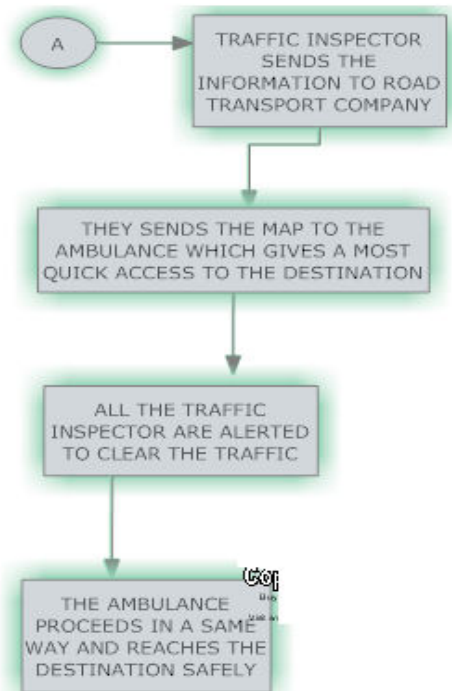 A
TRAFFIC INSPECTOR
SENDS THE
INFORMATION TO ROAD
TRANSPORT COMPANY
THEY SENDS THE MAP TO THE
AMBULANCE WHICH GIVES A MOST
QUICK ACCESS TO THE DESTINATION
ALL THE TRAFFIC
INSPECTOR ARE ALERTED
TO CLEAR THE TRAFFIC
THE AMBULANCE
PROCEEDS IN A SAME
WAY AND REACHES THE
DESTINATION SAFELY